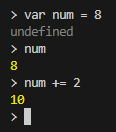 > var num = 8
undefined
> num
8
> num += 2
10
>